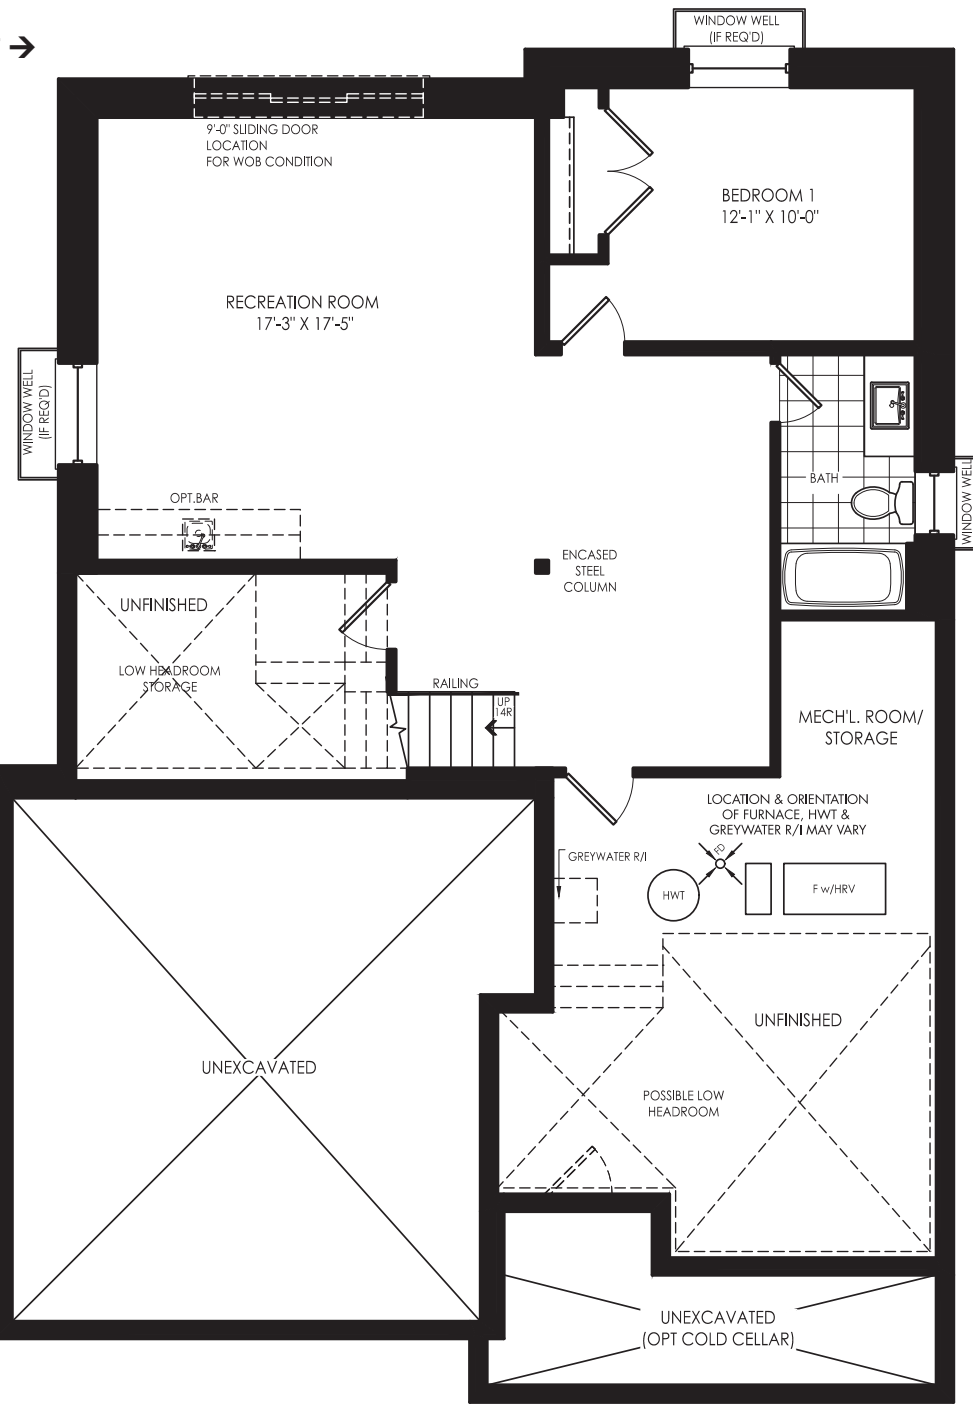 WINDOW WELL
(IF REQ'D)
9'-0" SLIDING DOOR
LOCATION
FOR WOB CONDITION
BEDROOM 1
12'-1" X 10'-0"
RECREATION ROOM
17'-3" X 17'-5"
WINDOW WELL
(IF REQ'D)
BATH
WINDOW WELL
OPT.BAR
ENCASED
STEEL
COLUMN
UNFINISHED
LOW HEADROOM
STORAGE
RAILING
UP
14R
MECH'L. ROOM/
STORAGE
LOCATION & ORIENTATION
OF FURNACE, HWT &
GREYWATER R/I MAY VARY
FD
GREYWATER R/I
HWT
F w/HRV
UNFINISHED
UNEXCAVATED
POSSIBLE LOW
HEADROOM
UNEXCAVATED
(OPT COLD CELLAR)